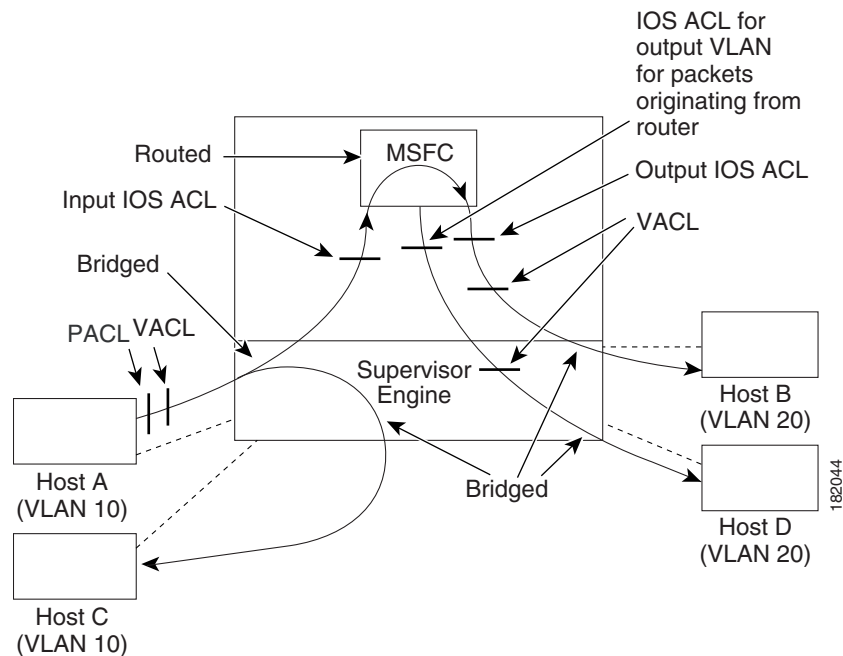 IOS ACL for
output VLAN
for packets
originating from
router
Routed
MSFC
Output IOS ACL
Input IOS ACL
VACL
Bridged
PACL
VACL
Supervisor
Engine
Host B
(VLAN 20)
Host A
(VLAN 10)
Bridged
Host D
(VLAN 20)
Host C
(VLAN 10)
182044